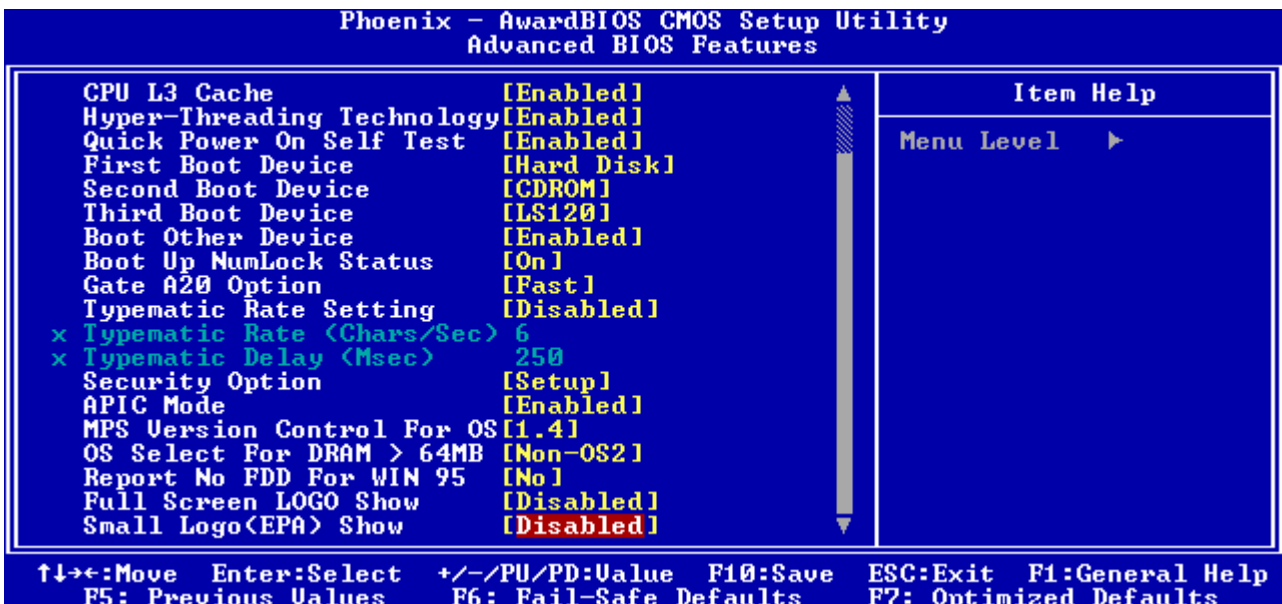 Phoenix - AwardBIOS CMOS Setup Utility
Advanced BIOS Features
CPU L3 Cache [Enabled]
Hyper-Threading Technology[Enabled]
Quick Power On Self Test [Enabled]
First Boot Device [Hard Disk]
Second Boot Device [CDROM]
Third Boot Device [LS120]
Boot Other Device [Enabled]
Boot Up NumLock Status [On]
Gate A20 Option [Fast]
Typematic Rate Setting [Disabled]
x Typematic Rate (Chars/Sec) 6
x Typematic Delay (Msec) 250
Security Option [Setup]
APIC Mode [Enabled]
MPS Version Control For OS[1.4]
OS Select For DRAM > 64MB [Non-OS2]
Report No FDD For WIN 95 [No]
Full Screen LOGO Show [Disabled]
Small Logo(EPA) Show [Disabled]
Item Help
Menu Level ►
↑↓→←:Move Enter:Select +/-/PU/PD:Value F10:Save ESC:Exit F1:General Help
F5: Previous Values F6: Fail-Safe Defaults F7: Optimized Defaults